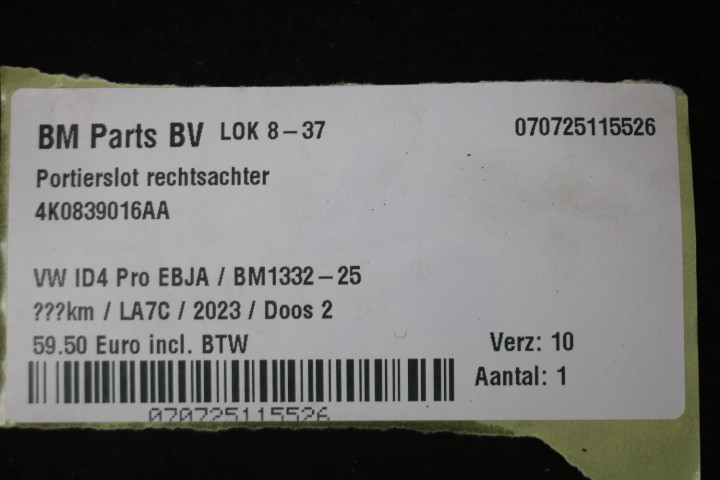 BM Parts BV LOK 8-37 070725115526
Portierslot rechtsachter
4K0839016AA
VW ID4 Pro EBJA / BM1332-25
???km / LA7C / 2023 / Doos 2
59.50 Euro incl. BTW Verz: 10
Aantal: 1
070725115526